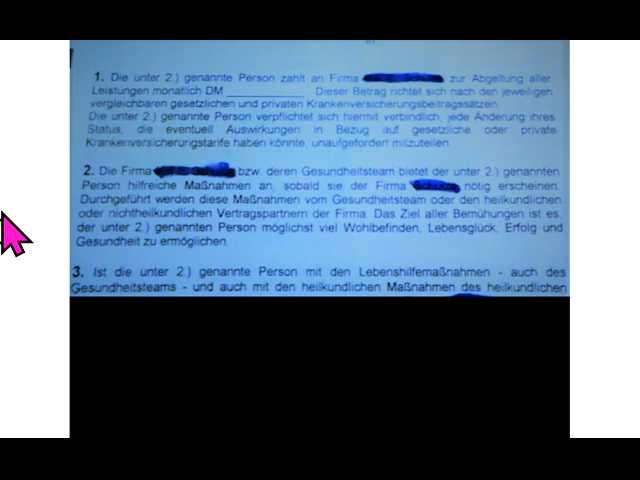 1. Die unter 2.) genannte Person zahlt an Firma zur Abgeltung aller
Leistungen monatlich DM ____________ Dieser Betrag richtet sich nach den jeweiligen
vergleichbaren gesetzlichen und privaten Krankenversicherungsbeitragssätzen.
Die unter 2.) genannte Person verpflichtet sich hiermit verbindlich, jede Änderung ihres
Status, die eventuell Auswirkungen in Bezug auf gesetzliche oder private
Krankenversicherungstarife haben könnte, unaufgefordert mitzuteilen.
2. Die Firma bzw. deren Gesundheitsteam bietet der unter 2.) genannten
Person hilfreiche Maßnahmen an, sobald sie der Firma nötig erscheinen.
Durchgeführt werden diese Maßnahmen vom Gesundheitsteam oder den heilkundlichen
oder nichtheilkundlichen Vertragspartnern der Firma. Das Ziel aller Bemühungen ist es,
der unter 2.) genannten Person möglichst viel Wohlbefinden, Lebensglück, Erfolg und
Gesundheit zu ermöglichen.
3. Ist die unter 2.) genannte Person mit den Lebenshilfemaßnahmen - auch des
Gesundheitsteams - und auch mit den heilkundlichen Maßnahmen des heilkundlichen